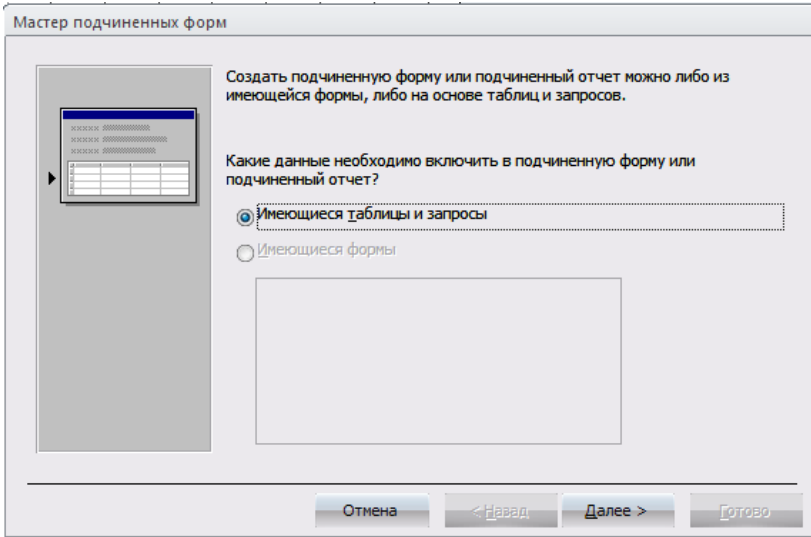 Мастер подчиненных форм
Создать подчиненную форму или подчиненный отчет можно либо из
имеющейся формы, либо на основе таблиц и запросов.
Какие данные необходимо включить в подчиненную форму или
подчиненный отчет?
Имеющиеся таблицы и запросы
Имеющиеся формы
Отмена
< Назад
Далее >
Готово